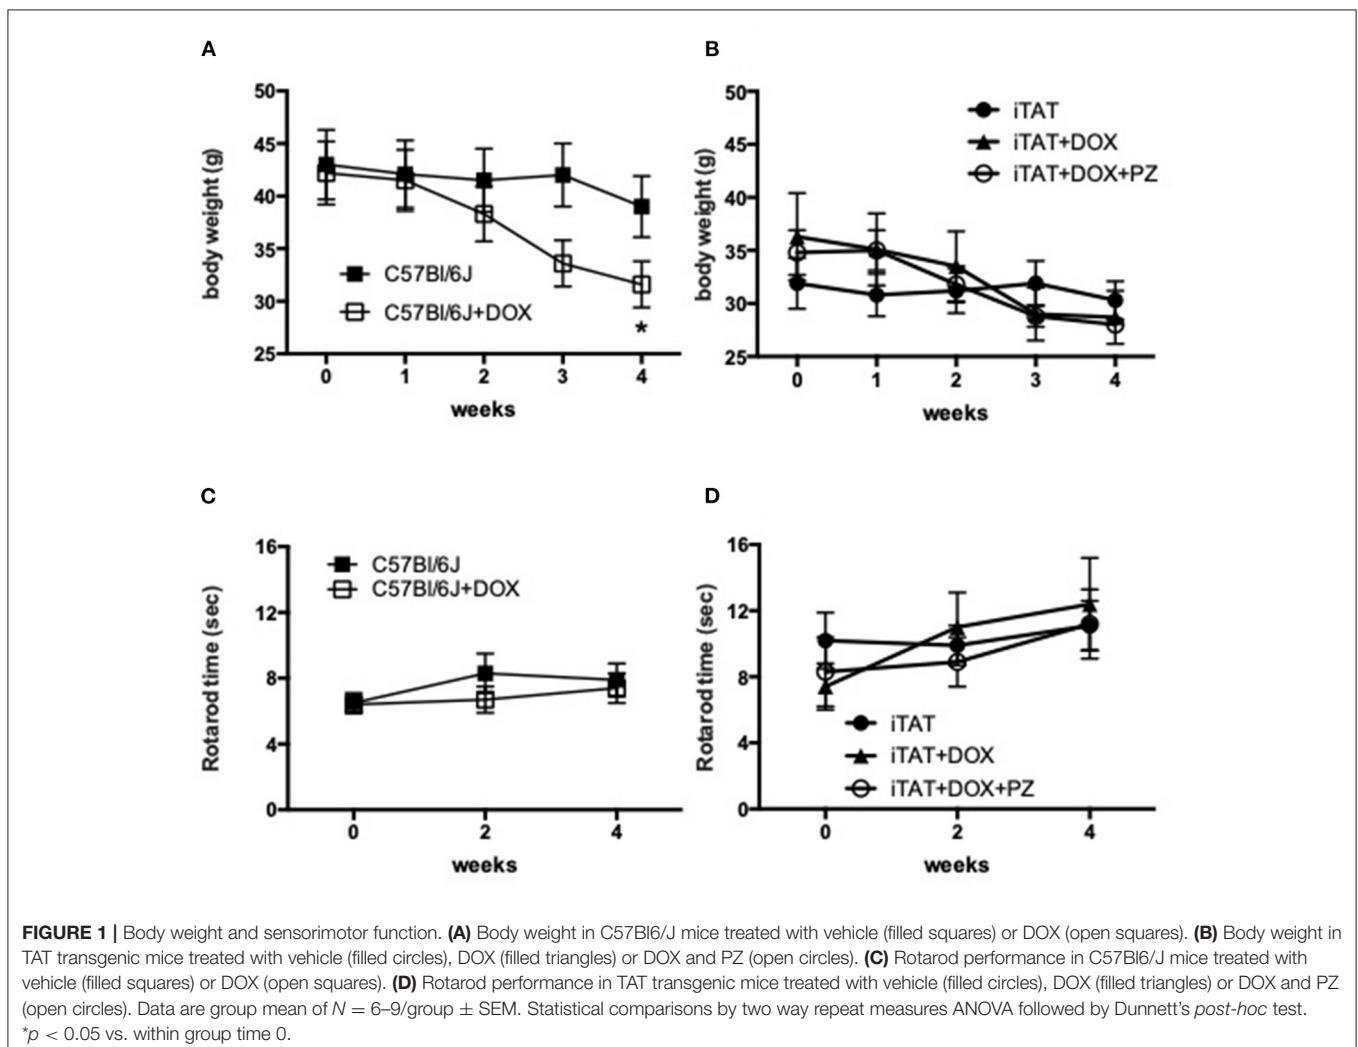 A
50
45
40
35
30
25
body weight (g)
C57Bl/6J
C57Bl/6J+DOX
*
0 1 2 3 4
weeks
B
50
45
40
35
30
25
body weight (g)
iTAT
iTAT+DOX
iTAT+DOX+PZ
0 1 2 3 4
weeks
C
16
12
8
4
0
Rotarod time (sec)
C57Bl/6J
C57Bl/6J+DOX
0 2 4
weeks
D
16
12
8
4
0
Rotarod time (sec)
iTAT
iTAT+DOX
iTAT+DOX+PZ
0 2 4
weeks
FIGURE 1 | Body weight and sensorimotor function. (A) Body weight in C57Bl6/J mice treated with vehicle (filled squares) or DOX (open squares). (B) Body weight in
TAT transgenic mice treated with vehicle (filled circles), DOX (filled triangles) or DOX and PZ (open circles). (C) Rotarod performance in C57Bl6/J mice treated with
vehicle (filled squares) or DOX (open squares). (D) Rotarod performance in TAT transgenic mice treated with vehicle (filled circles), DOX (filled triangles) or DOX and PZ
(open circles). Data are group mean of N = 6–9/group ± SEM. Statistical comparisons by two way repeat measures ANOVA followed by Dunnett's post-hoc test.
*p < 0.05 vs. within group time 0.